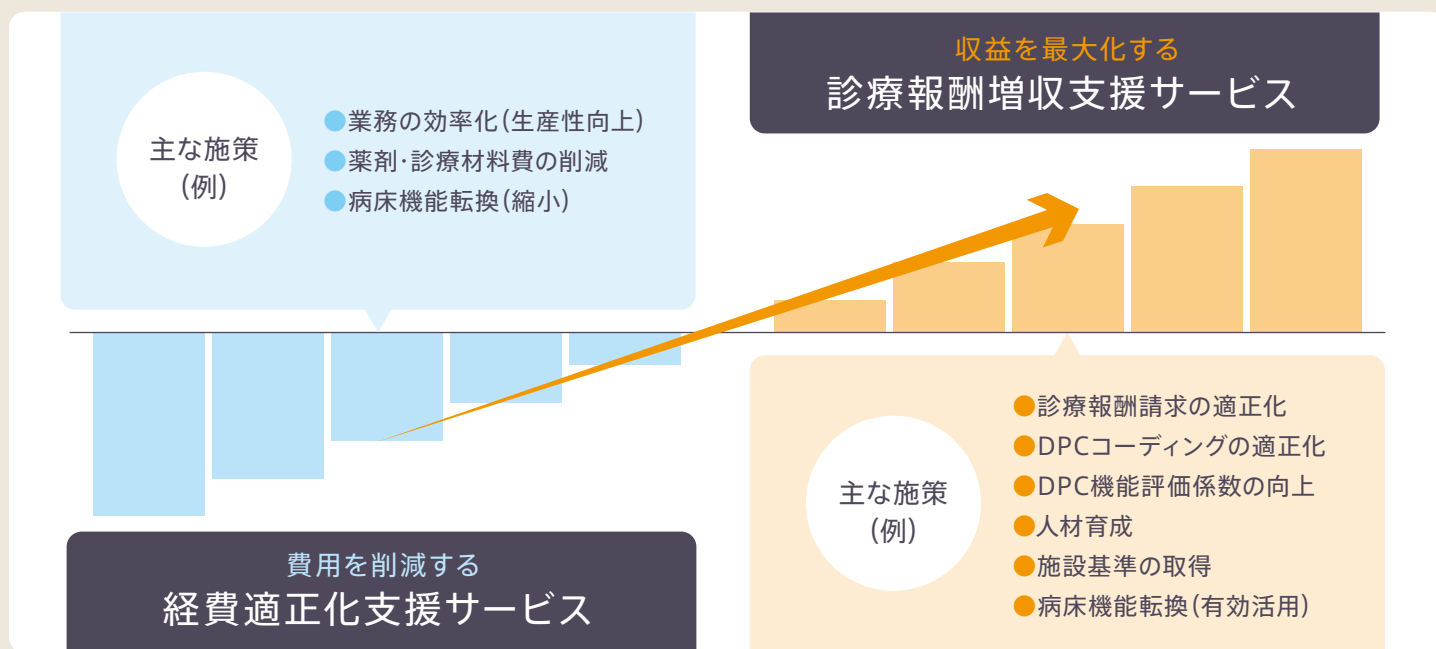 主な施策
(例)
●業務の効率化(生産性向上)
●薬剤・診療材料費の削減
●病床機能転換(縮小)
費用を削減する
経費適正化支援サービス
収益を最大化する
診療報酬増収支援サービス
主な施策
(例)
●診療報酬請求の適正化
●DPCコーディングの適正化
●DPC機能評価係数の向上
●人材育成
●施設基準の取得
●病床機能転換(有効活用)